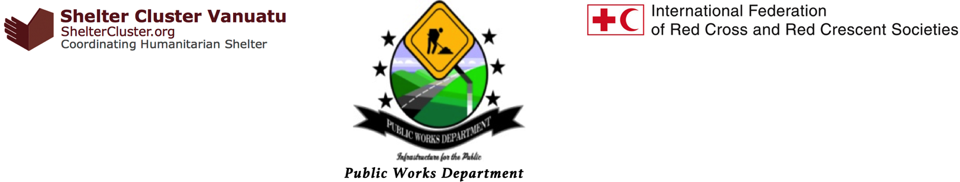 Shelter Cluster Vanuatu
ShelterCluster.org
Coordinating Humanitarian Shelter
PUBLIC WORKS DEPARTMENT
Infrastructure for the Public
Public Works Department
International Federation
of Red Cross and Red Crescent Societies